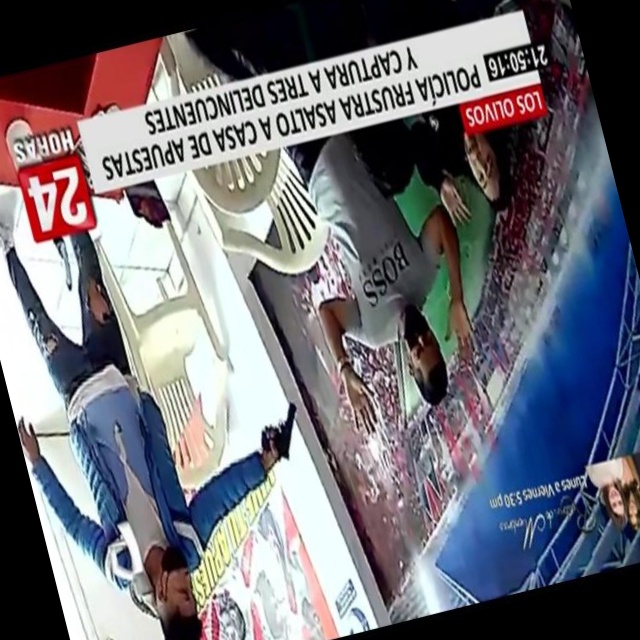 LOS OLIVOS
21:50:16
POLICÍA FRUSTRA ASALTO A CASA DE APUESTAS
Y CAPTURA A TRES DELINCUENTES
24
HORAS
BOSS
Lunes a Viernes 5:30 pm